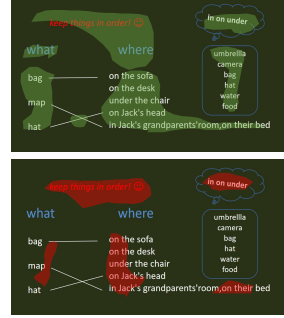 keep things in order! ☺
in on under
what
where
umbrellla
camera
bag
hat
water
food
bag
map
hat
on the sofa
on the desk
under the chair
on Jack's head
in Jack's grandparents'room,on their bed
keep things in order! ☺
in on under
what
where
umbrellla
camera
bag
hat
water
food
bag
map
hat
on the sofa
on the desk
under the chair
on Jack's head
in Jack's grandparents'room,on their bed